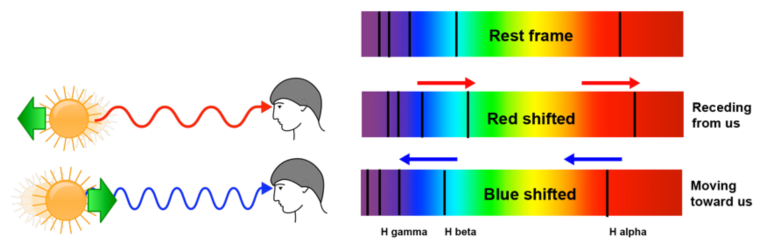 Rest frame
Red shifted
Receding
from us
Blue shifted
Moving
toward us
H gamma
H beta
H alpha